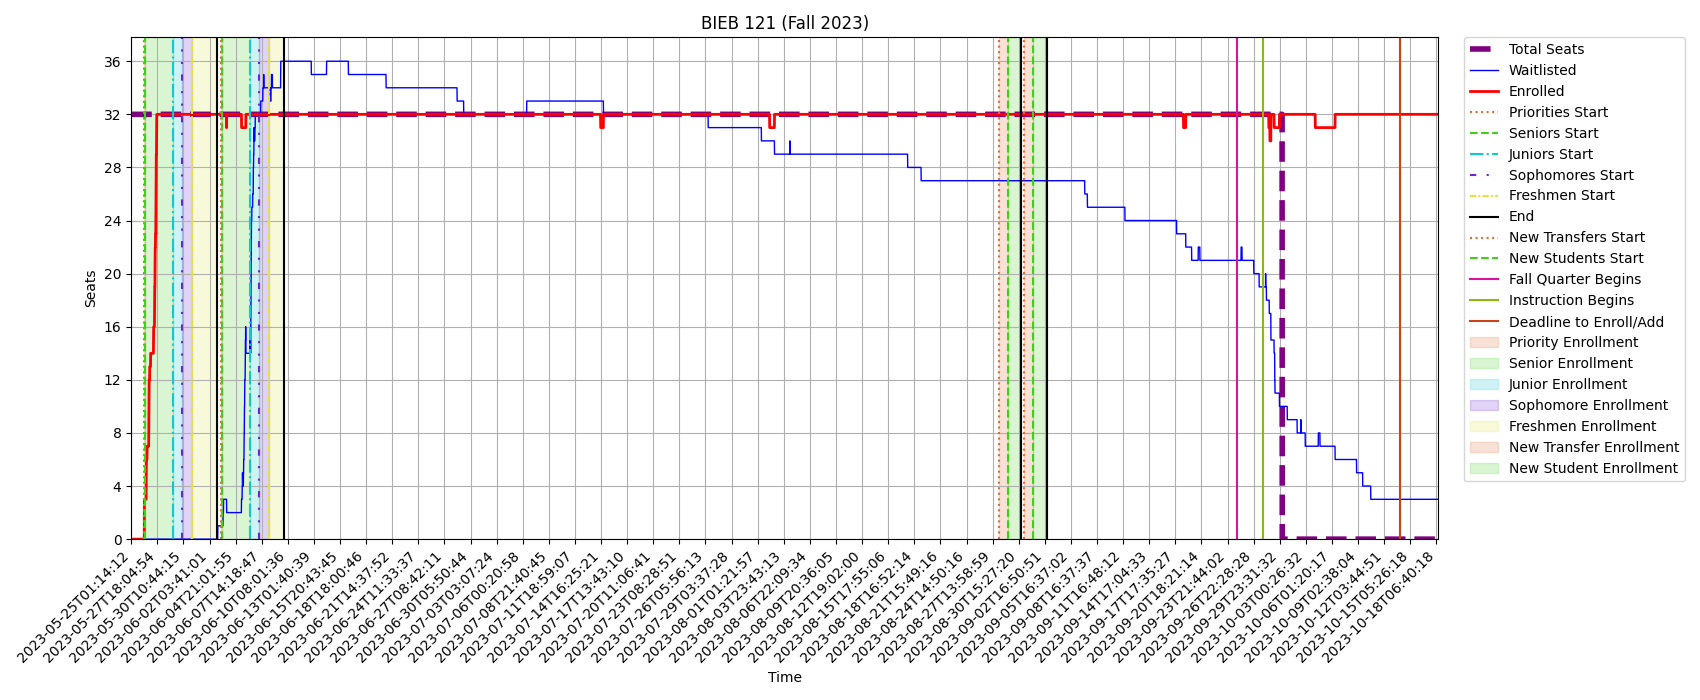 BIEB 121 (Fall 2023)
Seats
36
32
28
24
20
16
12
8
4
0
2023-05-25T01:14:12
2023-05-27T18:04:54
2023-05-30T10:44:15
2023-06-02T03:41:01
2023-06-04T21:01:55
2023-06-07T14:18:47
2023-06-10T08:01:36
2023-06-13T01:40:39
2023-06-15T20:43:45
2023-06-18T18:00:46
2023-06-21T14:37:52
2023-06-24T11:33:37
2023-06-27T08:42:11
2023-06-30T05:50:44
2023-07-03T03:07:24
2023-07-06T00:20:58
2023-07-08T21:40:45
2023-07-11T18:59:07
2023-07-14T16:25:21
2023-07-17T13:43:10
2023-07-20T11:06:41
2023-07-23T08:28:51
2023-07-26T05:56:13
2023-07-29T03:37:28
2023-08-01T01:21:57
2023-08-03T23:43:13
2023-08-06T22:09:34
2023-08-09T20:36:05
2023-08-12T19:02:00
2023-08-15T17:55:06
2023-08-18T16:52:14
2023-08-21T15:49:16
2023-08-24T14:50:16
2023-08-27T13:58:59
2023-08-30T15:27:20
2023-09-02T16:50:51
2023-09-05T16:37:02
2023-09-08T16:37:37
2023-09-11T16:48:12
2023-09-14T17:04:33
2023-09-17T17:35:27
2023-09-20T18:21:14
2023-09-23T21:44:02
2023-09-26T22:28:28
2023-09-29T23:31:32
2023-10-03T00:26:32
2023-10-06T01:20:17
2023-10-09T02:38:04
2023-10-12T03:44:51
2023-10-15T05:26:18
2023-10-18T06:40:18
Time
Total Seats
Waitlisted
Enrolled
Priorities Start
Seniors Start
Juniors Start
Sophomores Start
Freshmen Start
End
New Transfers Start
New Students Start
Fall Quarter Begins
Instruction Begins
Deadline to Enroll/Add
Priority Enrollment
Senior Enrollment
Junior Enrollment
Sophomore Enrollment
Freshmen Enrollment
New Transfer Enrollment
New Student Enrollment